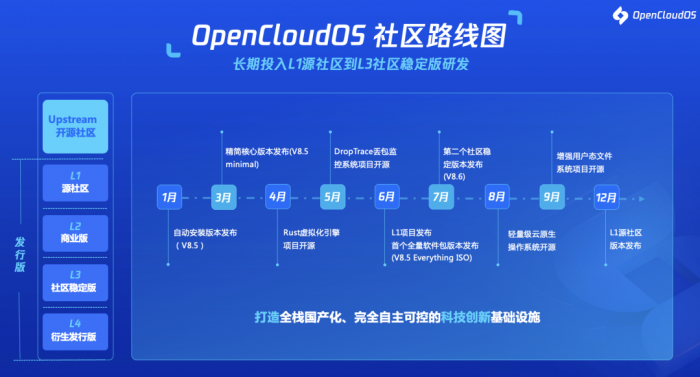 OpenCloudOS
OpenCloudOS 社区路线图
长期投入L1源社区到L3社区稳定版研发
Upstream
开源社区
发行版
L1
源社区
L2
商业版
L3
社区稳定版
L4
衍生发行版
精简核心版本发布(V8.5
minimal)
DropTrace丢包监
控系统项目开源
第二个社区稳
定版本发布
(V8.6)
增强用户态文件
系统项目开源
1月
3月
4月
5月
6月
7月
8月
9月
12月
自动安装版本发布
（V8.5）
Rust虚拟化引擎
项目开源
L1项目发布
首个全量软件包版本发布
(V8.5 Everything ISO)
轻量级云原生
操作系统开源
L1源社区
版本发布
打造全栈国产化、完全自主可控的科技创新基础设施